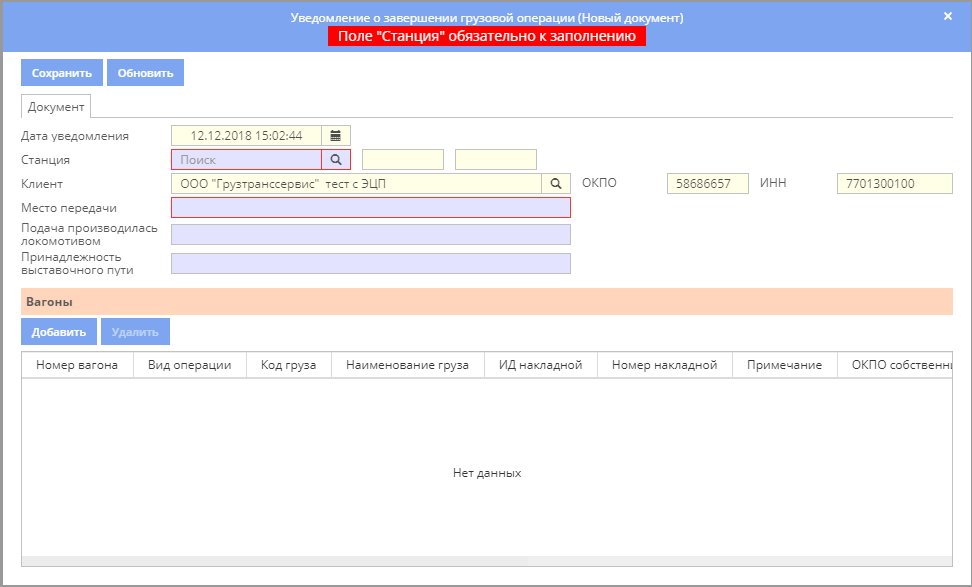 Уведомление о завершении грузовой операции (Новый документ)
Поле "Станция" обязательно к заполнению
Сохранить Обновить
Документ
Дата уведомления 12.12.2018 15:02:44
Станция Поиск
Клиент ООО "Грузтранссервис" тест с ЭЦП ОКПО 58686657 ИНН 7701300100
Место передачи
Подача производилась
локомотивом
Принадлежность
выставочного пути
Вагоны
Добавить Удалить
Номер вагона Вид операции Код груза Наименование груза ИД накладной Номер накладной Примечание ОКПО собственни
Нет данных